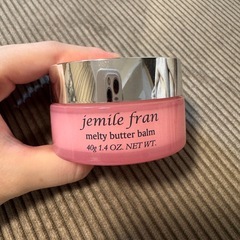 jemile fran
melty butter balm
40g 1.4 OZ. NET WT.